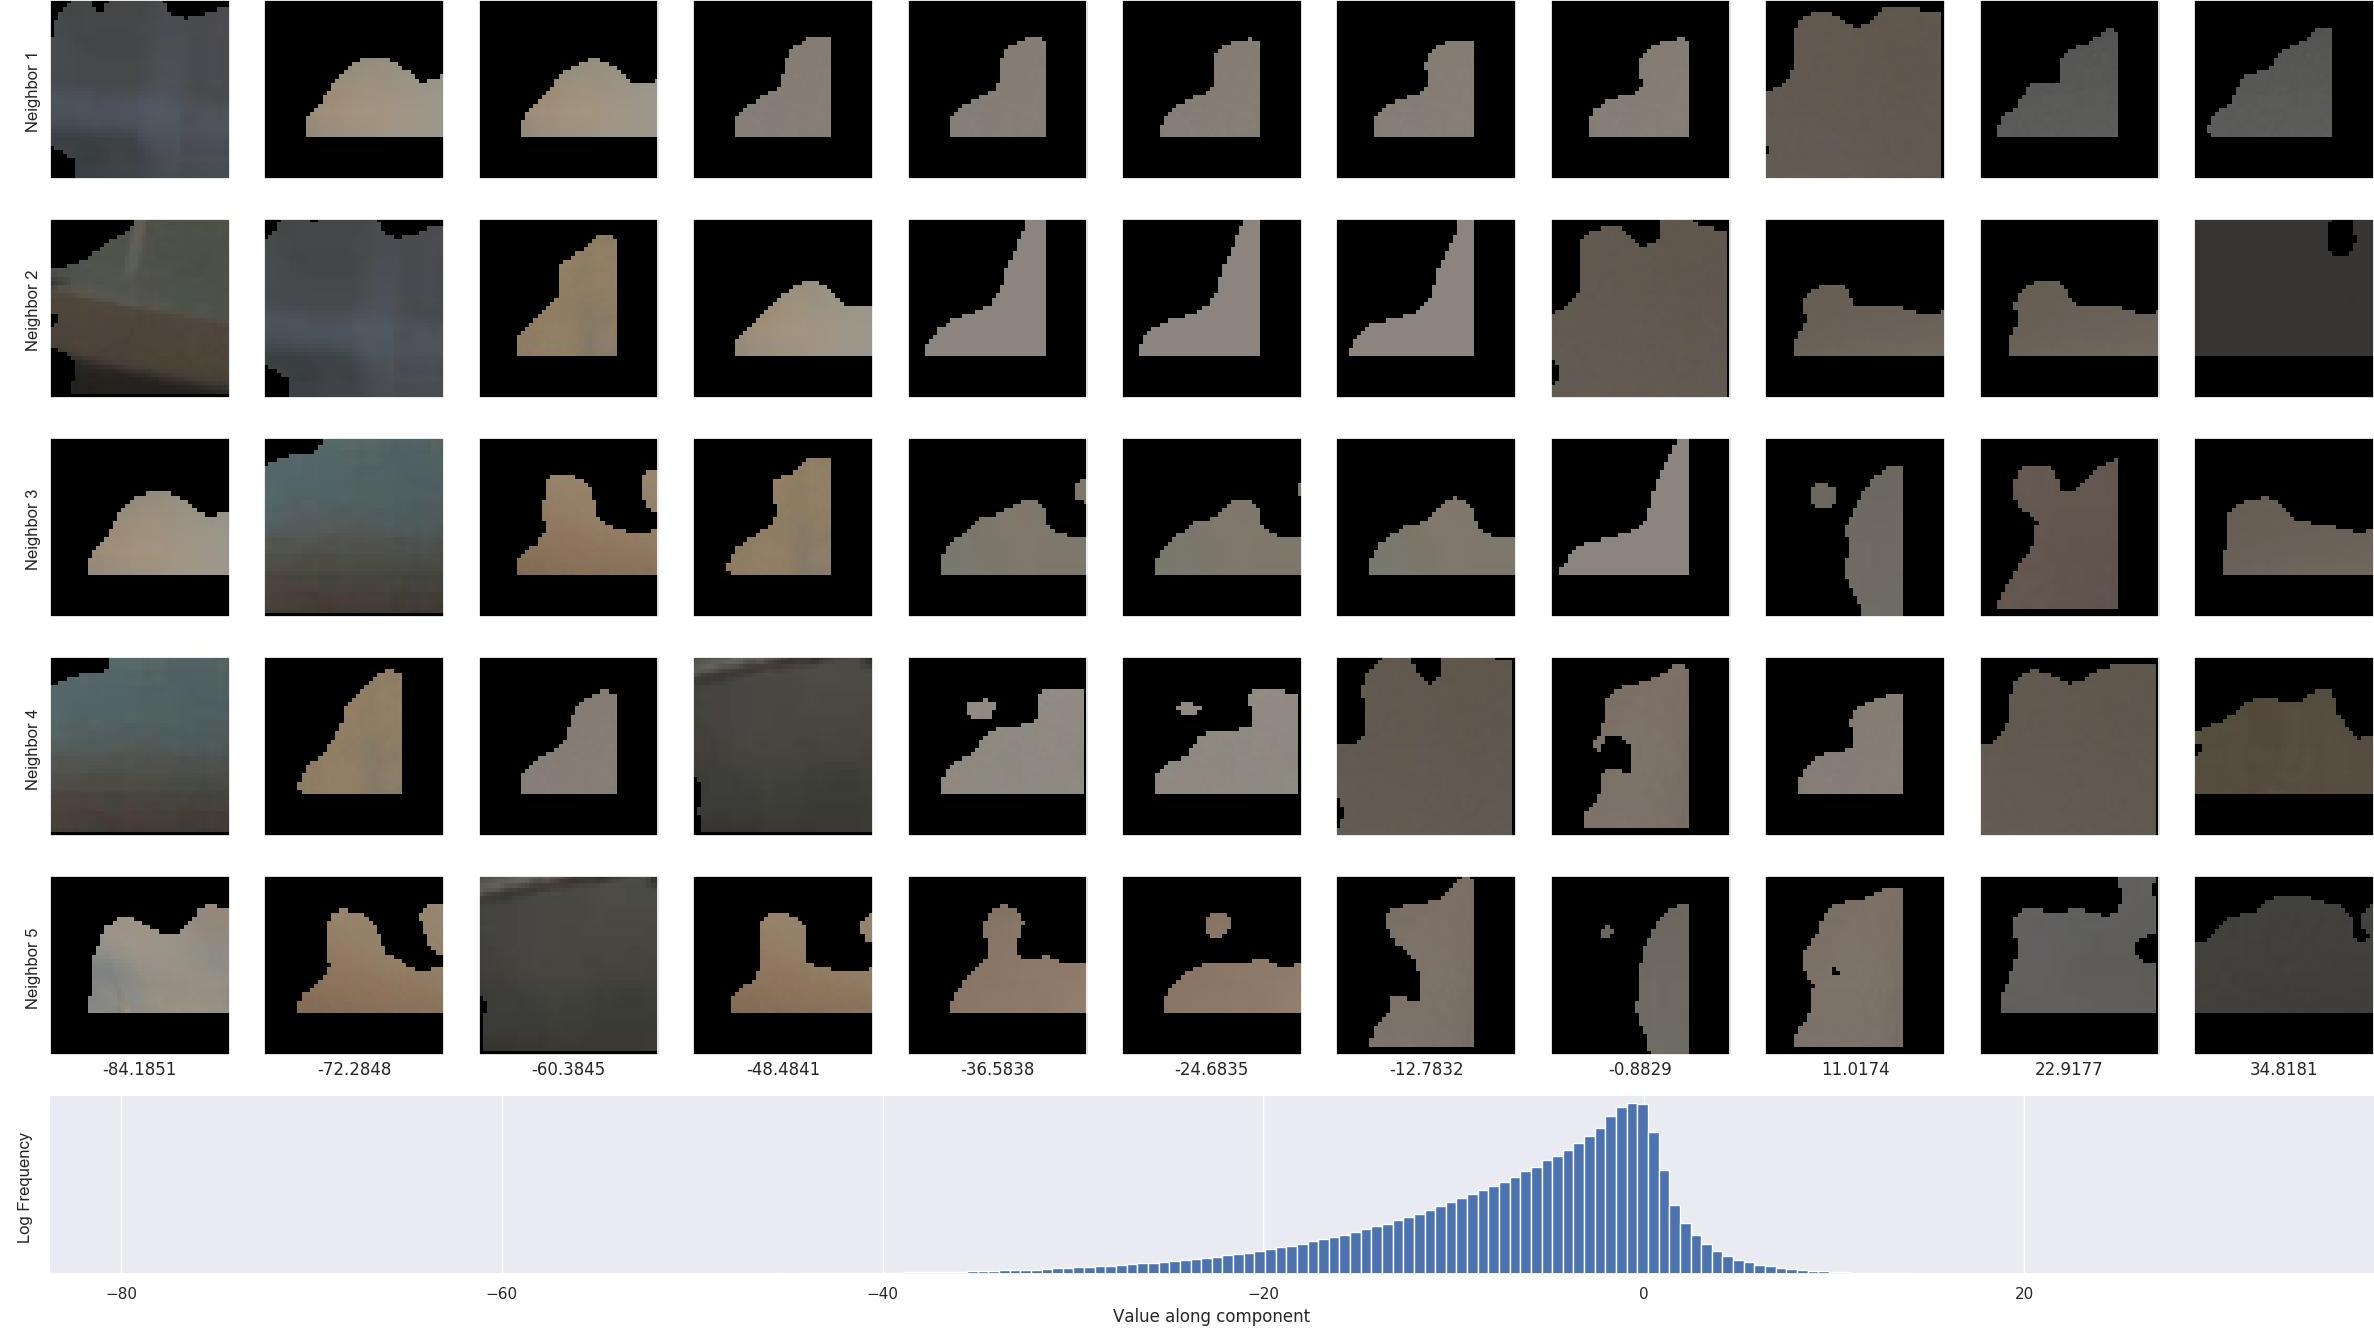 Neighbor 1
Neighbor 2
Neighbor 3
Neighbor 4
Neighbor 5
-84.1851 -72.2848 -60.3845 -48.4841 -36.5838 -24.6835 -12.7832 -0.8829 11.0174 22.9177 34.8181
Log Frequency
−80 −60 −40 −20 0 20
Value along component